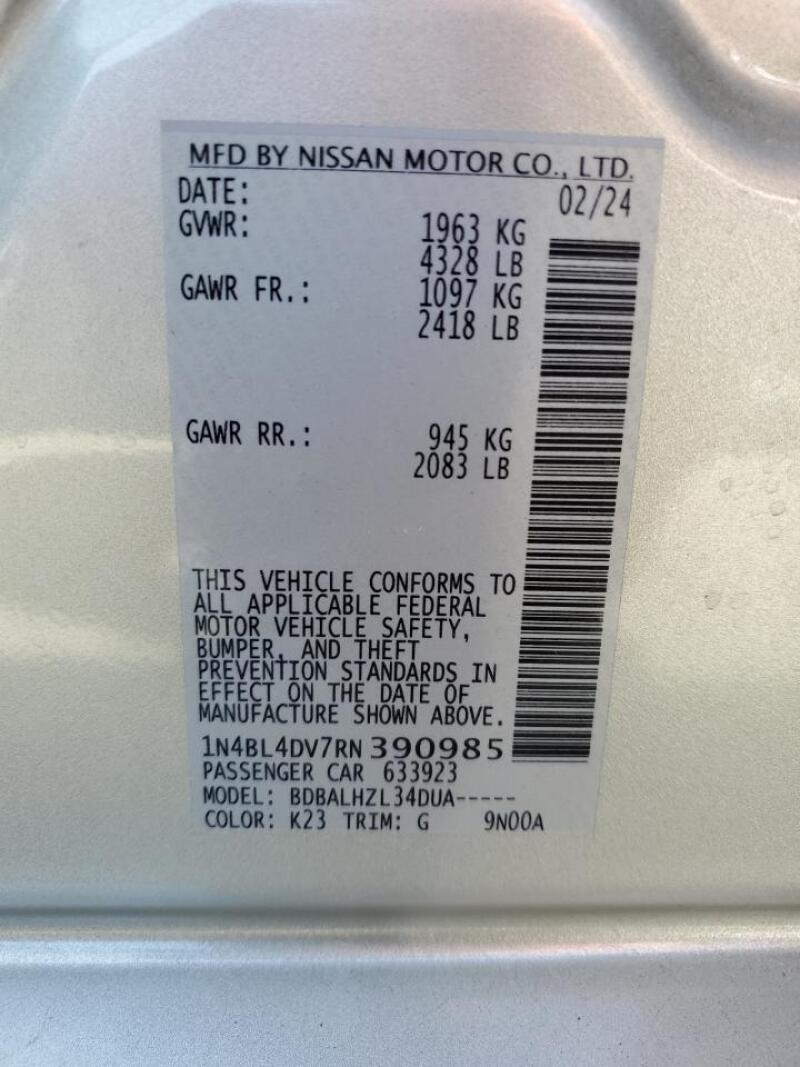 MFD BY NISSAN MOTOR CO., LTD.
DATE: 02/24
GVWR: 1963 KG
4328 LB
GAWR FR.: 1097 KG
2418 LB
GAWR RR.: 945 KG
2083 LB
THIS VEHICLE CONFORMS TO
ALL APPLICABLE FEDERAL
MOTOR VEHICLE SAFETY,
BUMPER, AND THEFT
PREVENTION STANDARDS IN
EFFECT ON THE DATE OF
MANUFACTURE SHOWN ABOVE.
1N4BL4DV7RN390985
PASSENGER CAR 633923
MODEL: BDBALHZL34DUA-----
COLOR: K23 TRIM: G 9N00A